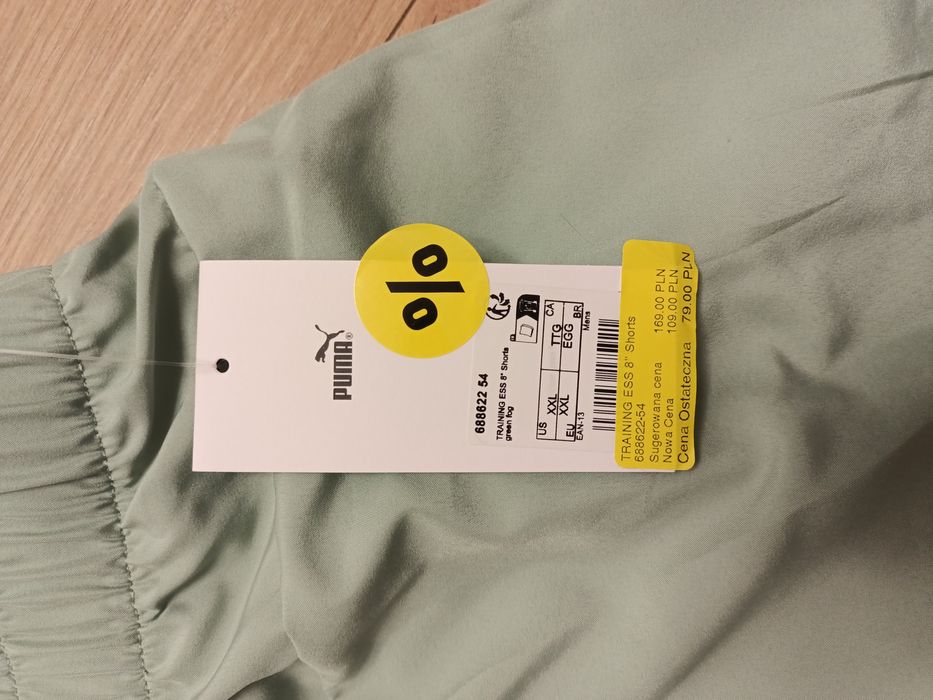 PUMA®
%
688622 54
TRAINING ESS 8" Shorts
green fog
US XXL TTG CA
EU XXL EGG BR
EAN-13 Mens
TRAINING ESS 8" Shorts
688622-54
Sugerowana cena 169.00 PLN
Nowa Cena 109.00 PLN
Cena Ostateczna 79.00 PLN